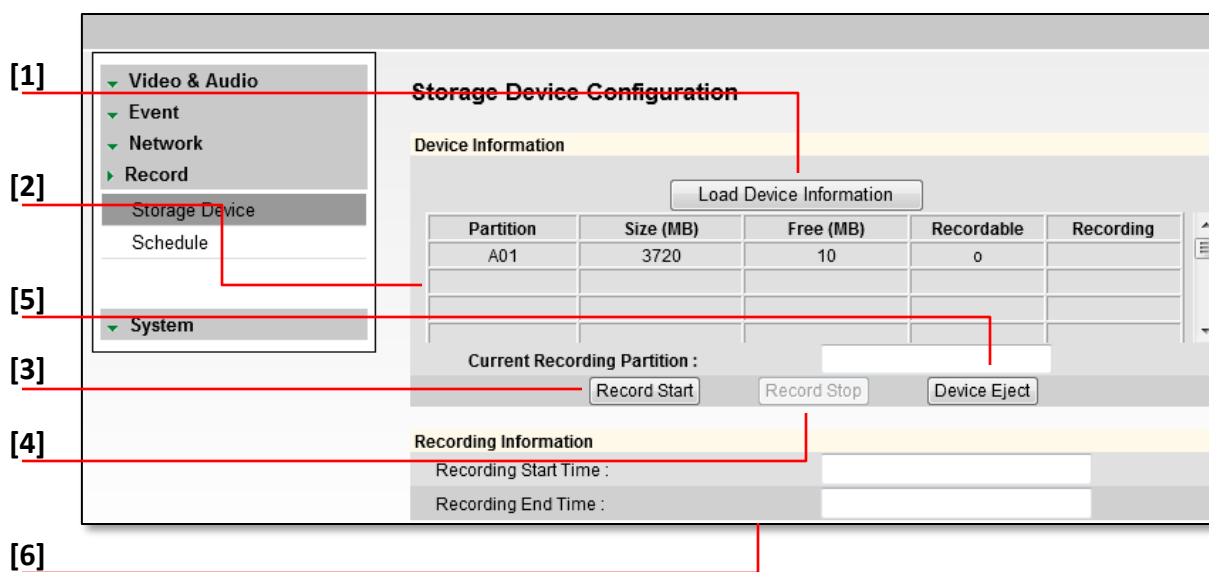 [1]
Video & Audio
Event
Network
Record
Storage Device
Schedule
System
[2]
[5]
[3]
[4]
[6]
Storage Device Configuration
Device Information
Load Device Information
Partition Size (MB) Free (MB) Recordable Recording
A01 3720 10 o
Current Recording Partition :
Record Start Record Stop Device Eject
Recording Information
Recording Start Time :
Recording End Time :